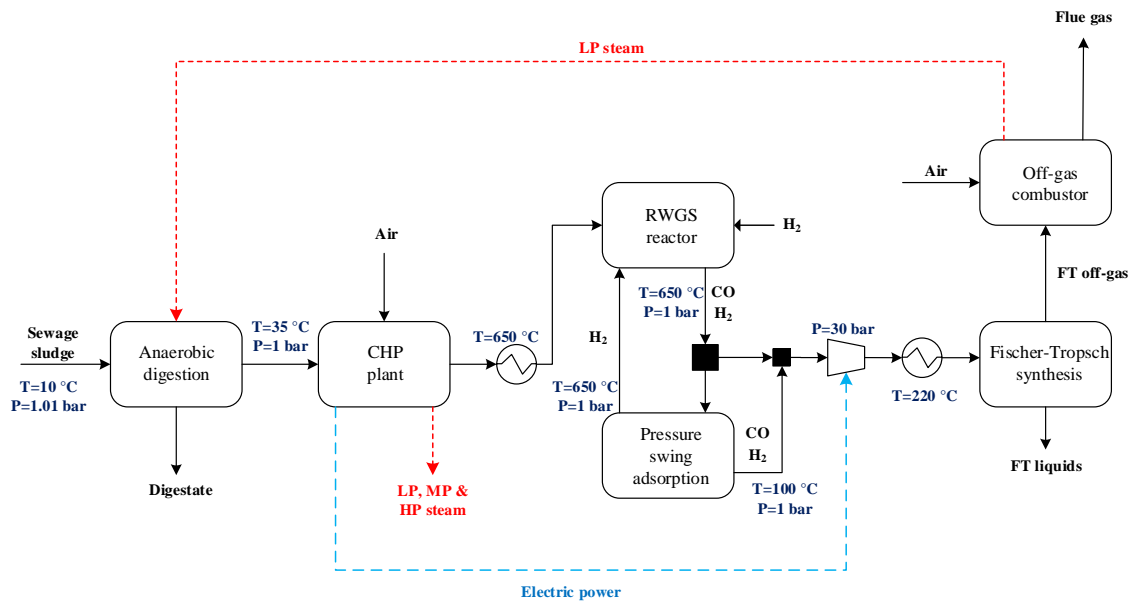 Flue gas
LP steam
Air
Off-gas
combustor
RWGS
reactor
H2
Air
FT off-gas
T=650 °C
P=1 bar
CO
H2
Sewage
sludge
T=35 °C
P=1 bar
T=650 °C
H2
P=30 bar
Anaerobic
digestion
CHP
plant
Fischer-Tropsch
synthesis
T=10 °C
P=1.01 bar
T=650 °C
P=1 bar
T=220 °C
Pressure
swing
adsorption
CO
H2
FT liquids
Digestate
LP, MP &
HP steam
T=100 °C
P=1 bar
Electric power